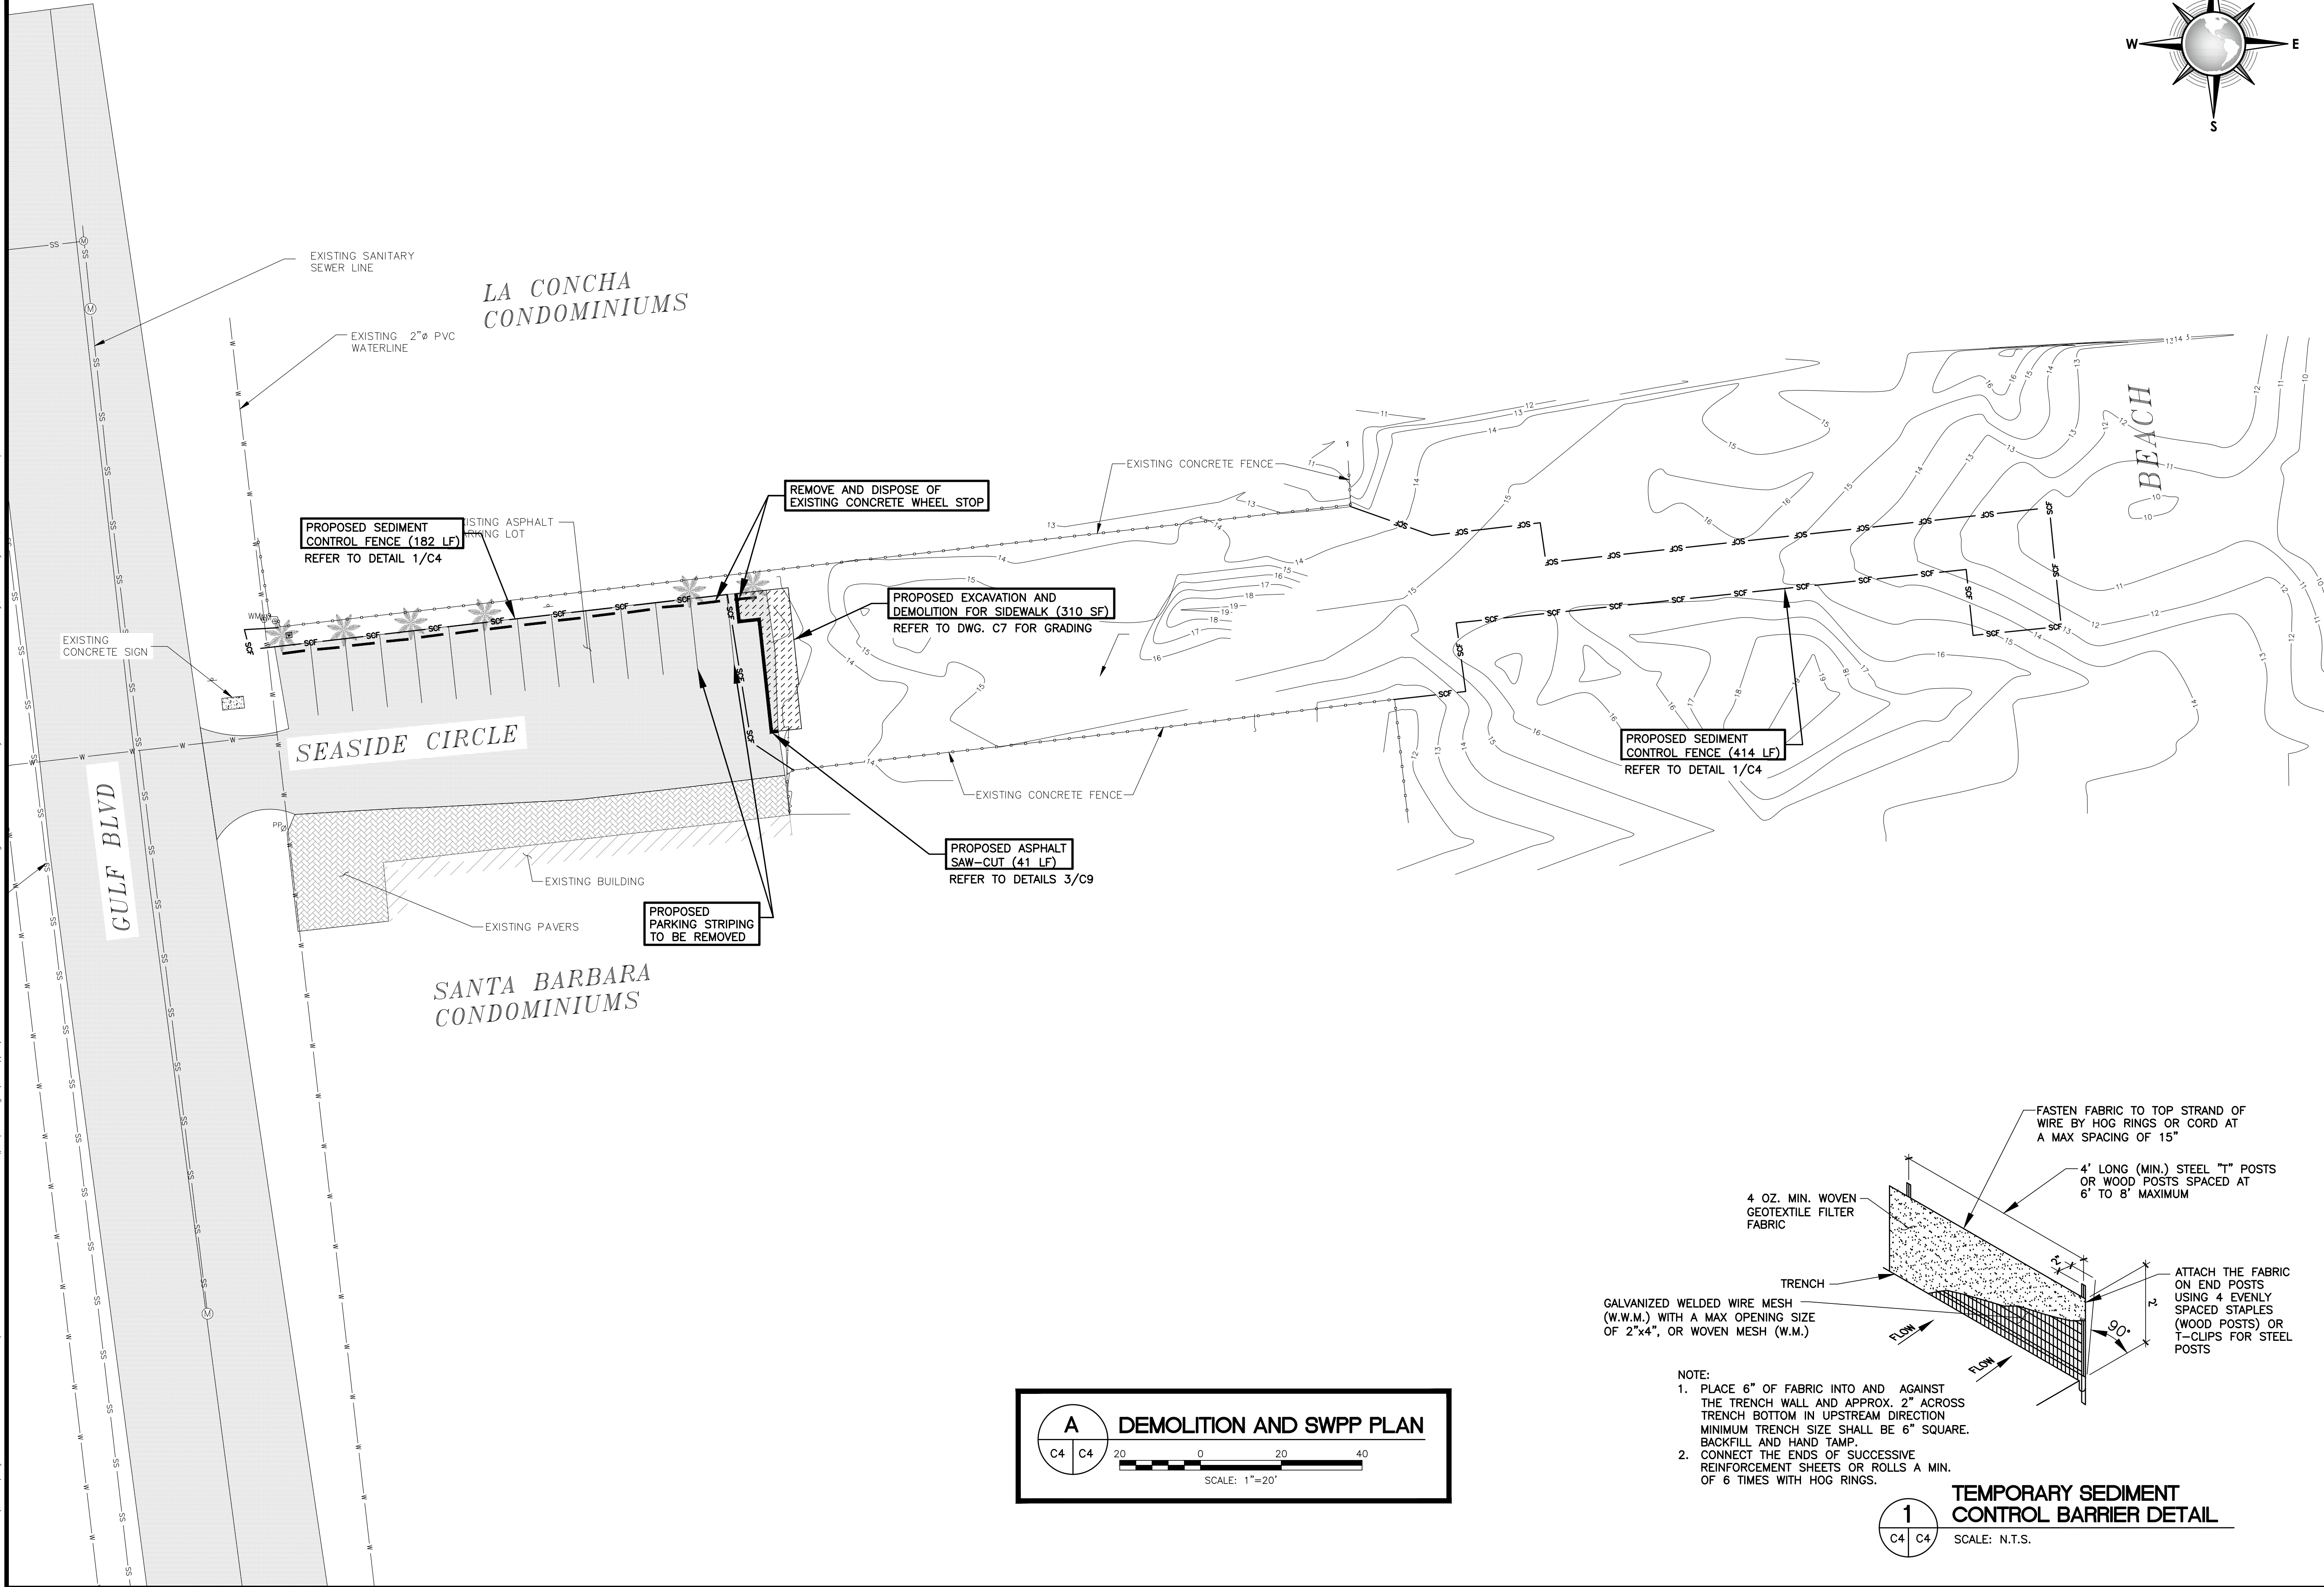 W
E
S
EXISTING SANITARY
SEWER LINE
LA CONCHA
CONDOMINIUMS
EXISTING 2"ø PVC
WATERLINE
BEACH
EXISTING CONCRETE FENCE
REMOVE AND DISPOSE OF
EXISTING CONCRETE WHEEL STOP
PROPOSED SEDIMENT
CONTROL FENCE (182 LF)
REFER TO DETAIL 1/C4
ISTING ASPHALT
RKING LOT
PROPOSED EXCAVATION AND
DEMOLITION FOR SIDEWALK (310 SF)
REFER TO DWG. C7 FOR GRADING
WM
EXISTING
CONCRETE SIGN
SEASIDE CIRCLE
GULF BLVD
PROPOSED SEDIMENT
CONTROL FENCE (414 LF)
REFER TO DETAIL 1/C4
EXISTING CONCRETE FENCE
PP
PROPOSED ASPHALT
SAW-CUT (41 LF)
REFER TO DETAILS 3/C9
EXISTING BUILDING
PROPOSED
PARKING STRIPING
TO BE REMOVED
EXISTING PAVERS
SANTA BARBARA
CONDOMINIUMS
FASTEN FABRIC TO TOP STRAND OF
WIRE BY HOG RINGS OR CORD AT
A MAX SPACING OF 15"
4' LONG (MIN.) STEEL "T" POSTS
OR WOOD POSTS SPACED AT
6' TO 8' MAXIMUM
4 OZ. MIN. WOVEN
GEOTEXTILE FILTER
FABRIC
2"
2'
90°
ATTACH THE FABRIC
ON END POSTS
USING 4 EVENLY
SPACED STAPLES
(WOOD POSTS) OR
T-CLIPS FOR STEEL
POSTS
TRENCH
GALVANIZED WELDED WIRE MESH
(W.W.M.) WITH A MAX OPENING SIZE
OF 2"x4", OR WOVEN MESH (W.M.)
FLOW
FLOW
NOTE:
1. PLACE 6" OF FABRIC INTO AND AGAINST
THE TRENCH WALL AND APPROX. 2" ACROSS
TRENCH BOTTOM IN UPSTREAM DIRECTION
MINIMUM TRENCH SIZE SHALL BE 6" SQUARE.
BACKFILL AND HAND TAMP.
2. CONNECT THE ENDS OF SUCCESSIVE
REINFORCEMENT SHEETS OR ROLLS A MIN.
OF 6 TIMES WITH HOG RINGS.
A
C4 C4
DEMOLITION AND SWPP PLAN
20 0 20 40
SCALE: 1"=20'
1
C4 C4
TEMPORARY SEDIMENT
CONTROL BARRIER DETAIL
SCALE: N.T.S.